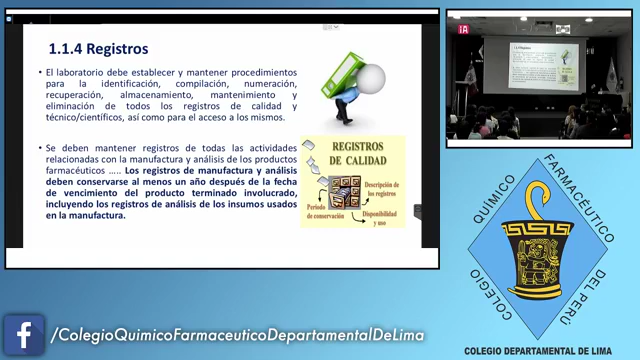 1.1.4 Registros
• El laboratorio debe establecer y mantener procedimientos
para la identificación, compilación, numeración,
recuperación, almacenamiento, mantenimiento y
eliminación de todos los registros de calidad y
técnico/científicos, así como para el acceso a los mismos.
• Se deben mantener registros de todas las actividades
relacionadas con la manufactura y análisis de los productos
farmacéuticos ..... Los registros de manufactura y análisis
deben conservarse al menos un año después de la fecha
de vencimiento del producto terminado involucrado,
incluyendo los registros de análisis de los insumos usados
en la manufactura.
REGISTROS
DE CALIDAD
Descripción de
los registros
Período
de conservación
Disponibilidad
y uso
COLEGIO QUÍMICO FARMACÉUTICO DEL PERÚ
COLEGIO DEPARTAMENTAL DE LIMA
f /ColegioQuimicoFarmaceuticoDepartamentalDeLima